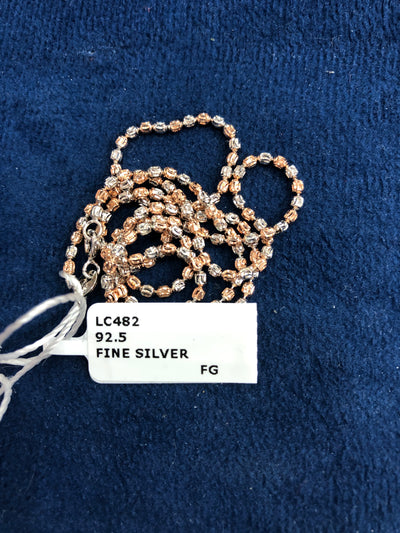 LC482
92.5
FINE SILVER
FG